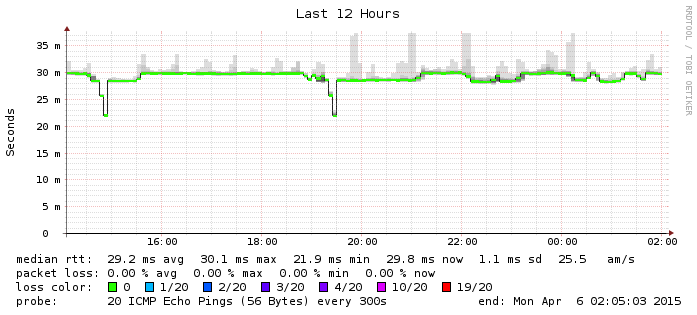 Last 12 Hours
RRDTOOL / TOBI OETIKER
Seconds
35 m
30 m
25 m
20 m
15 m
10 m
5 m
0
16:00 18:00 20:00 22:00 00:00 02:00
median rtt: 29.2 ms avg 30.1 ms max 21.9 ms min 29.8 ms now 1.1 ms sd 25.5 am/s
packet loss: 0.00 % avg 0.00 % max 0.00 % min 0.00 % now
loss color: 0 1/20 2/20 3/20 4/20 10/20 19/20
probe: 20 ICMP Echo Pings (56 Bytes) every 300s end: Mon Apr 6 02:05:03 2015